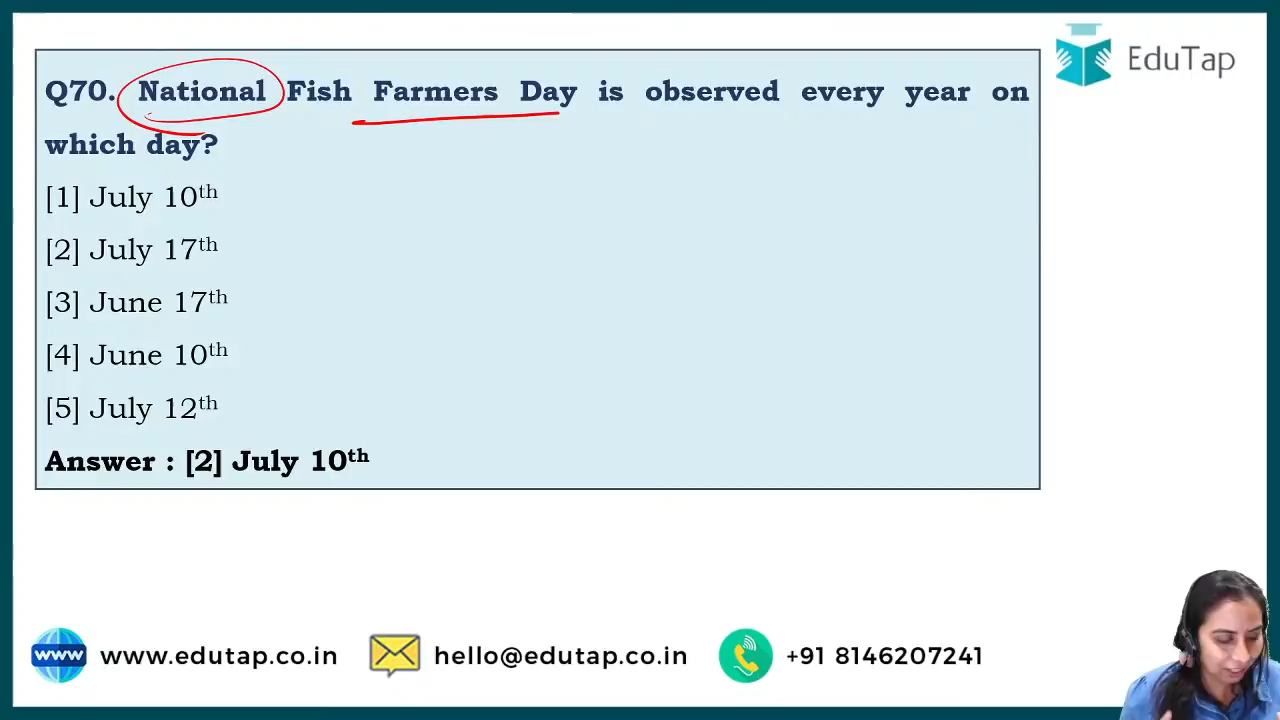 EduTap
Q70. National Fish Farmers Day is observed every year on
which day?
[1] July 10th
[2] July 17th
[3] June 17th
[4] June 10th
[5] July 12th
Answer : [2] July 10th
www www.edutap.co.in hello@edutap.co.in +91 8146207241